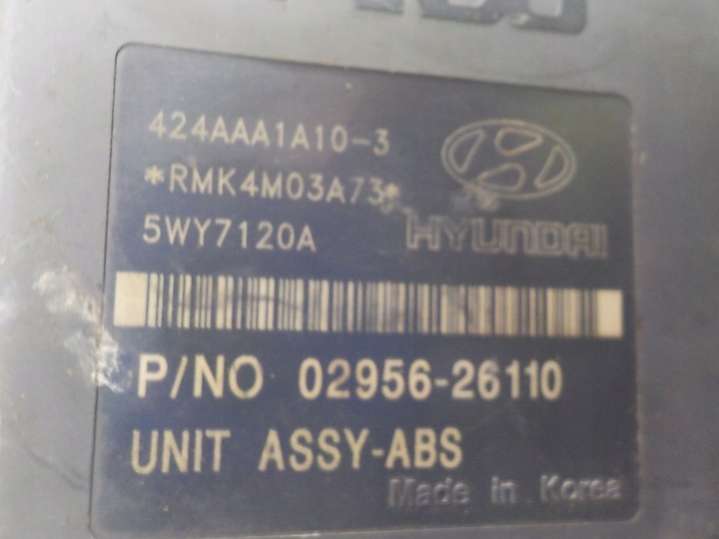 424AAA1A10-3
*RMK4M03A73*
5WY7120A
HYUNDAI
P/NO 02956-26110
UNIT ASSY-ABS
Made in Korea